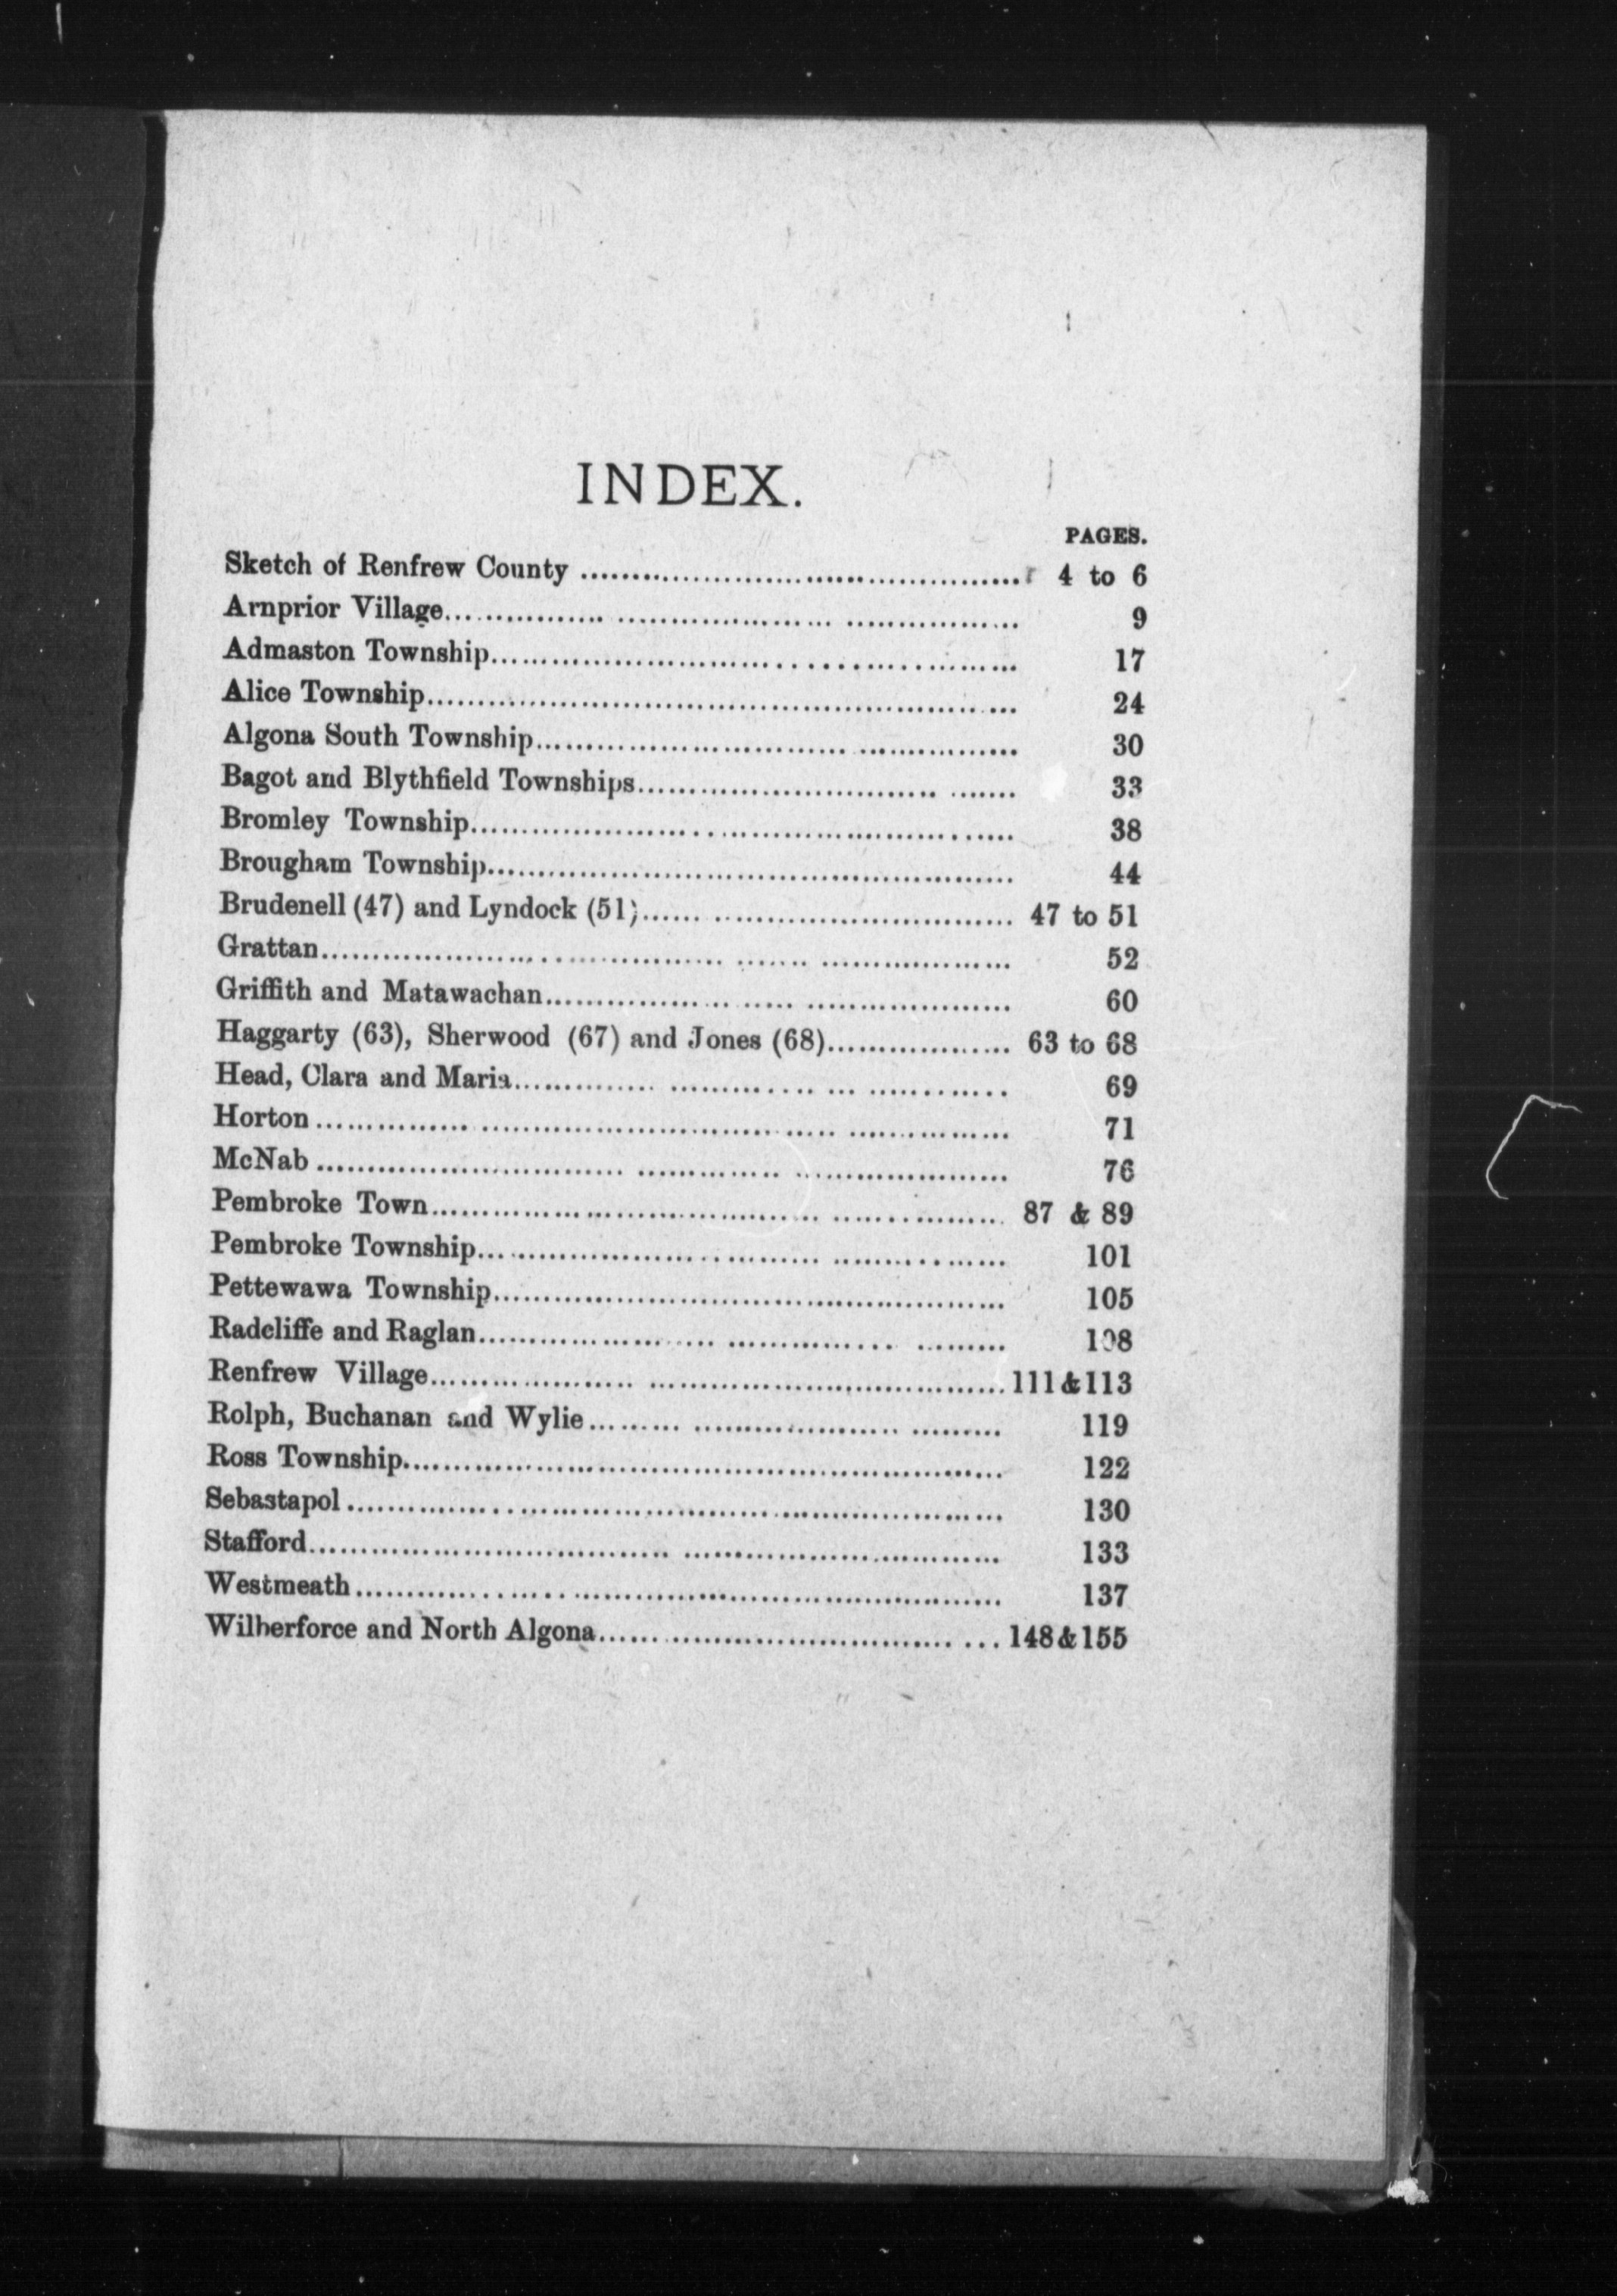 INDEX.
PAGES.
Sketch of Renfrew County ........................................ 4 to 6
Arnprior Village........................................ 9
Admaston Township........................................ 17
Alice Township........................................ 24
Algona South Township........................................ 30
Bagot and Blythfield Townships........................................ 33
Bromley Township........................................ 38
Brougham Township........................................ 44
Brudenell (47) and Lyndock (51)........................................ 47 to 51
Grattan........................................ 52
Griffith and Matawachan........................................ 60
Haggarty (63), Sherwood (67) and Jones (68).................. 63 to 68
Head, Clara and Maria........................................ 69
Horton ........................................ 71
McNab ........................................ 76
Pembroke Town........................................ 87 & 89
Pembroke Township........................................ 101
Pettewawa Township........................................ 105
Radcliffe and Raglan........................................ 108
Renfrew Village........................................ 111 & 113
Rolph, Buchanan and Wylie........................................ 119
Ross Township........................................ 122
Sebastapol ........................................ 130
Stafford........................................ 133
Westmeath ........................................ 137
Wilberforce and North Algona........................................ 148 & 155